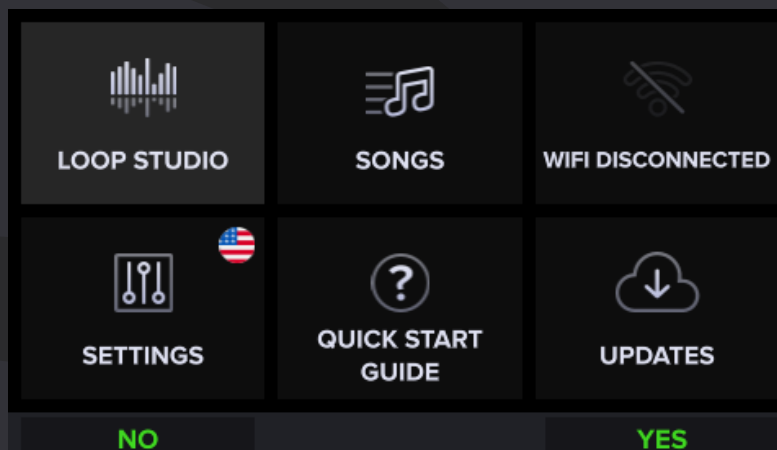 LOOP STUDIO
SONGS
WIFI DISCONNECTED
SETTINGS
?
QUICK START
GUIDE
UPDATES
NO
YES